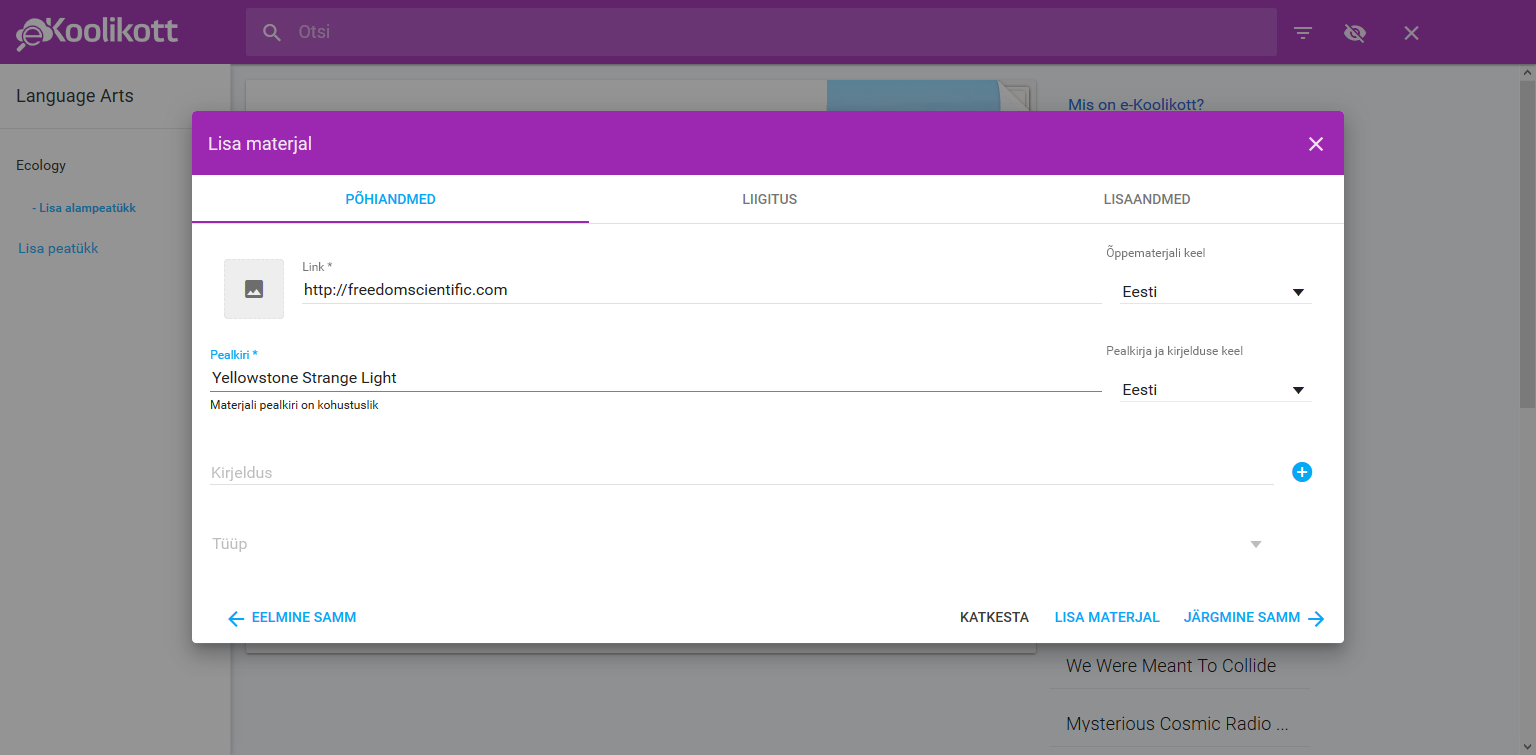 e-Koolikott
Otsi
Language Arts
Ecology
- Lisa alampeatükk
Lisa peatükk
Mis on e-Koolikott?
Lisa materjal
PÕHIANDMED
LIIGITUS
LISAANDMED
Link *
http://freedomscientific.com
Õppematerjali keel
Eesti
Pealkiri *
Yellowstone Strange Light
Materjali pealkiri on kohustuslik
Pealkirja ja kirjelduse keel
Eesti
Kirjeldus
Tüüp
EELMINE SAMM
KATKESTA
LISA MATERJAL
JÄRGMINE SAMM
We Were Meant To Collide
Mysterious Cosmic Radio ...